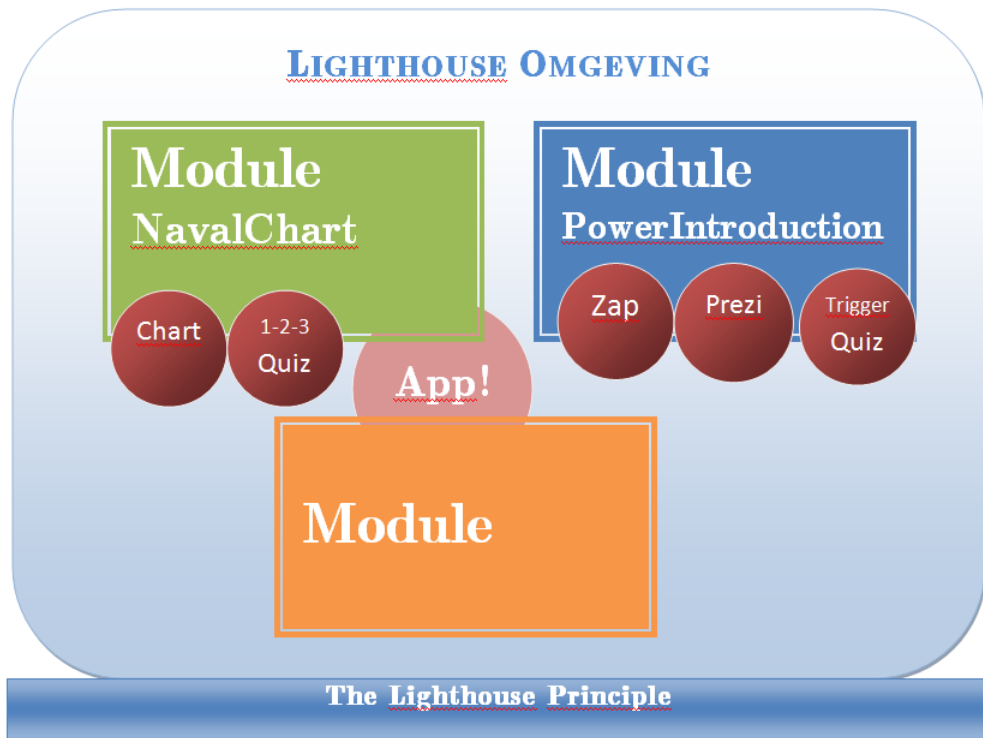 Lighthouse Omgeving
Module
NavalChart
Module
PowerIntroduction
Chart
1-2-3
Quiz
Zap
Prezi
Trigger
Quiz
App!
Module
The Lighthouse Principle